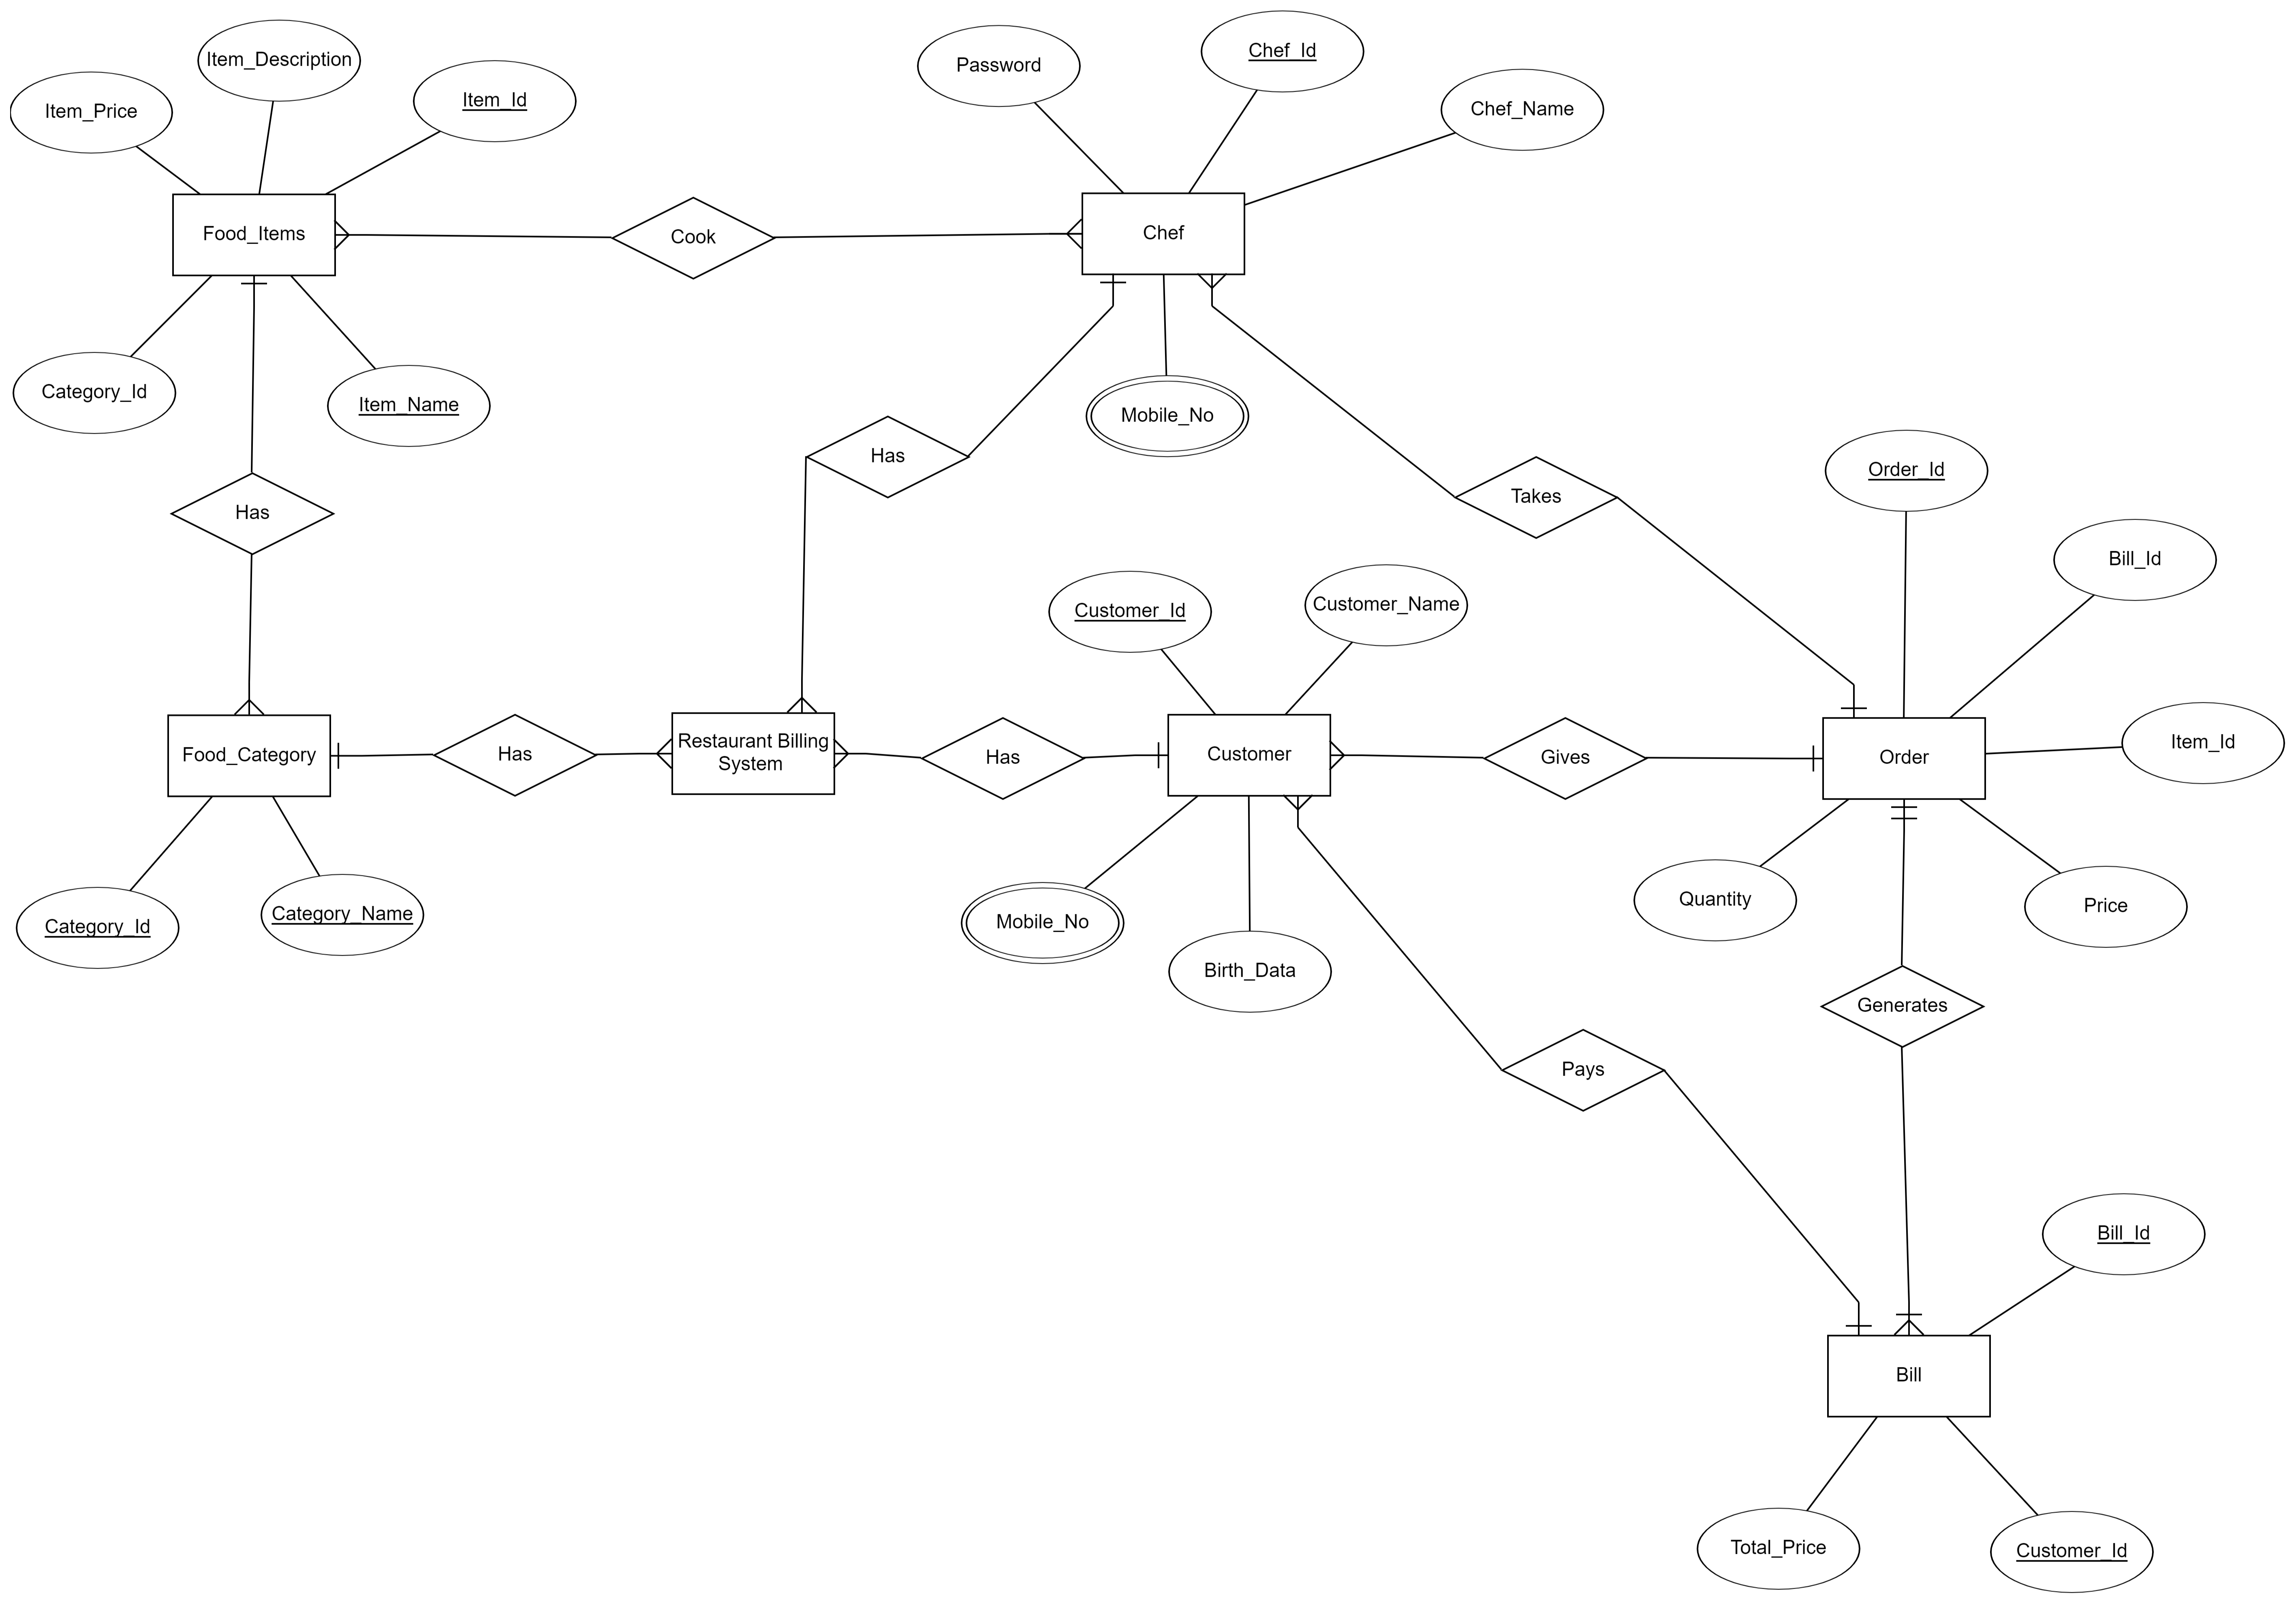 Item_Description
Item_Price
Item_Id
Food_Items
Category_Id
Item_Name
Cook
Password
Chef_Id
Chef_Name
Chef
Mobile_No
Has
Has
Takes
Order_Id
Bill_Id
Item_Id
Customer_Id
Customer_Name
Food_Category
Has
Restaurant Billing
System
Has
Customer
Gives
Order
Category_Id
Category_Name
Mobile_No
Birth_Data
Quantity
Price
Generates
Pays
Bill_Id
Bill
Total_Price
Customer_Id